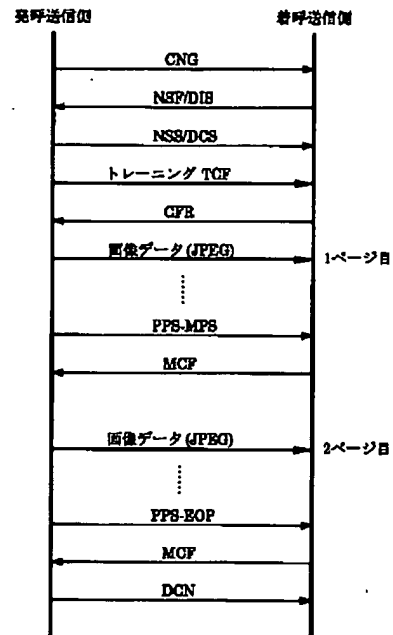 発呼送信側 着呼送信側
CNG
NSF/DIS
NSS/DCS
トレーニング TCF
CFR
画像データ(JPEG) 1ページ目
PPS-MPS
MCF
画像データ(JPEG) 2ページ目
PPS-EOP
MCF
DCN